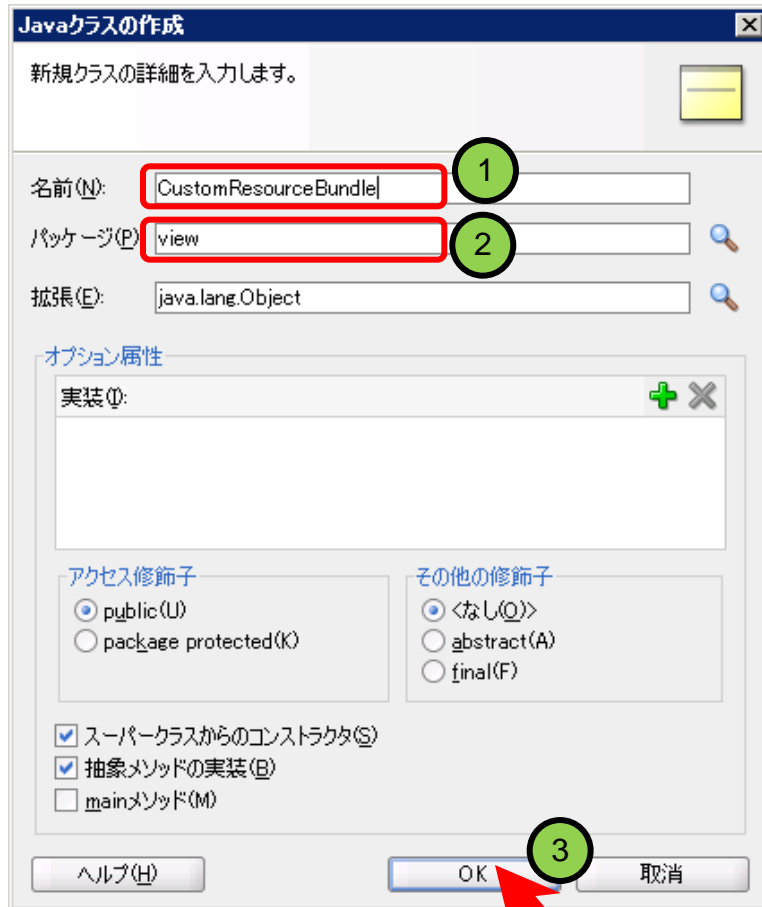 Javaクラスの作成
新規クラスの詳細を入力します。
名前(N): CustomResourceBundle 1
パッケージ(P) view 2
拡張(E): java.lang.Object
オプション属性
実装(I):
アクセス修飾子 その他の修飾子
public(U) <なし(O)>
package protected(K) abstract(A)
final(F)
スーパークラスからのコンストラクタ(S)
抽象メソッドの実装(B)
mainメソッド(M)
ヘルプ(H) OK 3 取消